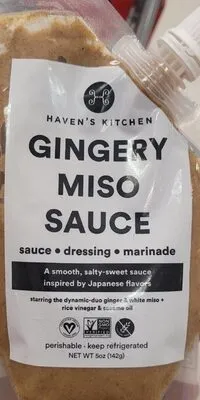 HAVEN'S KITCHEN
GINGERY
MISO
SAUCE
sauce • dressing • marinade
A smooth, salty-sweet sauce
inspired by Japanese flavors
starring the dynamic-duo ginger & white miso +
rice vinegar & sesame oil
perishable • keep refrigerated
NET WT 5oz (142g)